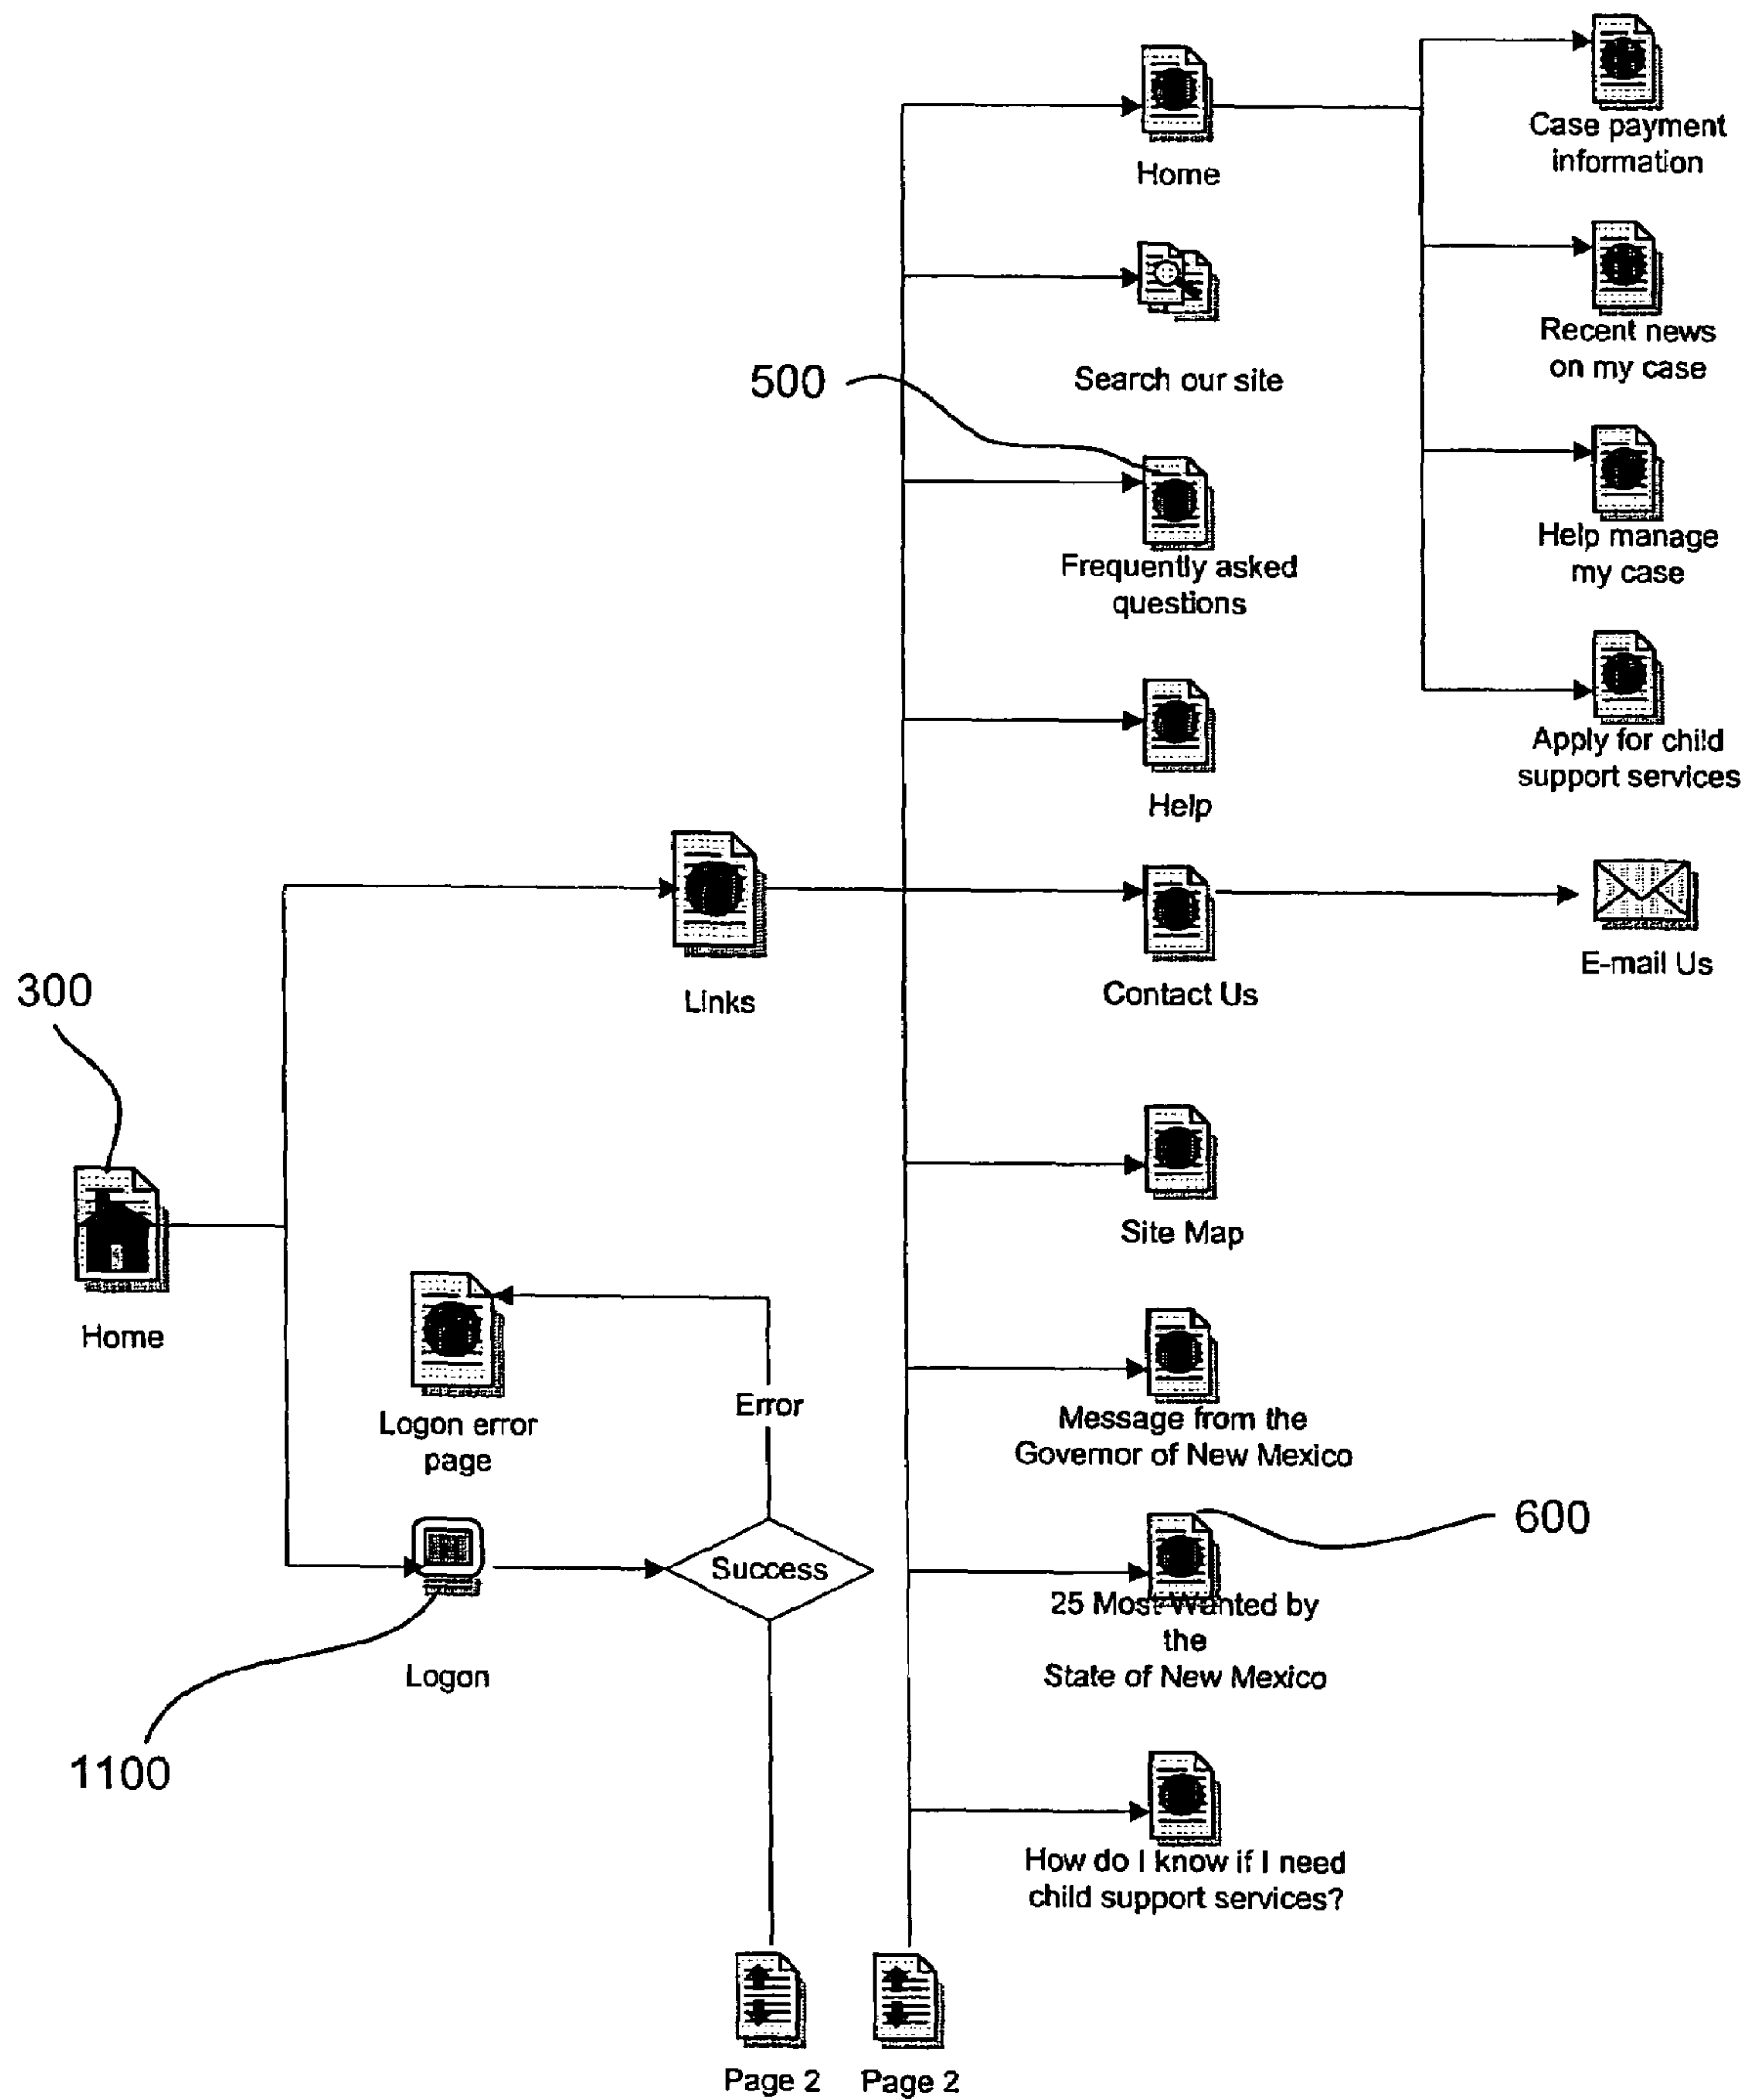 Case payment
information
Home
Recent news
on my case
500
Search our site
Help manage
my case
Frequently asked
questions
Apply for child
support services
Help
E-mail Us
300
Links
Contact Us
Site Map
Home
Logon error
page
Error
Message from the
Governor of New Mexico
600
Success
25 Most Wanted by
the
State of New Mexico
Logon
1100
How do I know if I need
child support services?
Page 2
Page 2